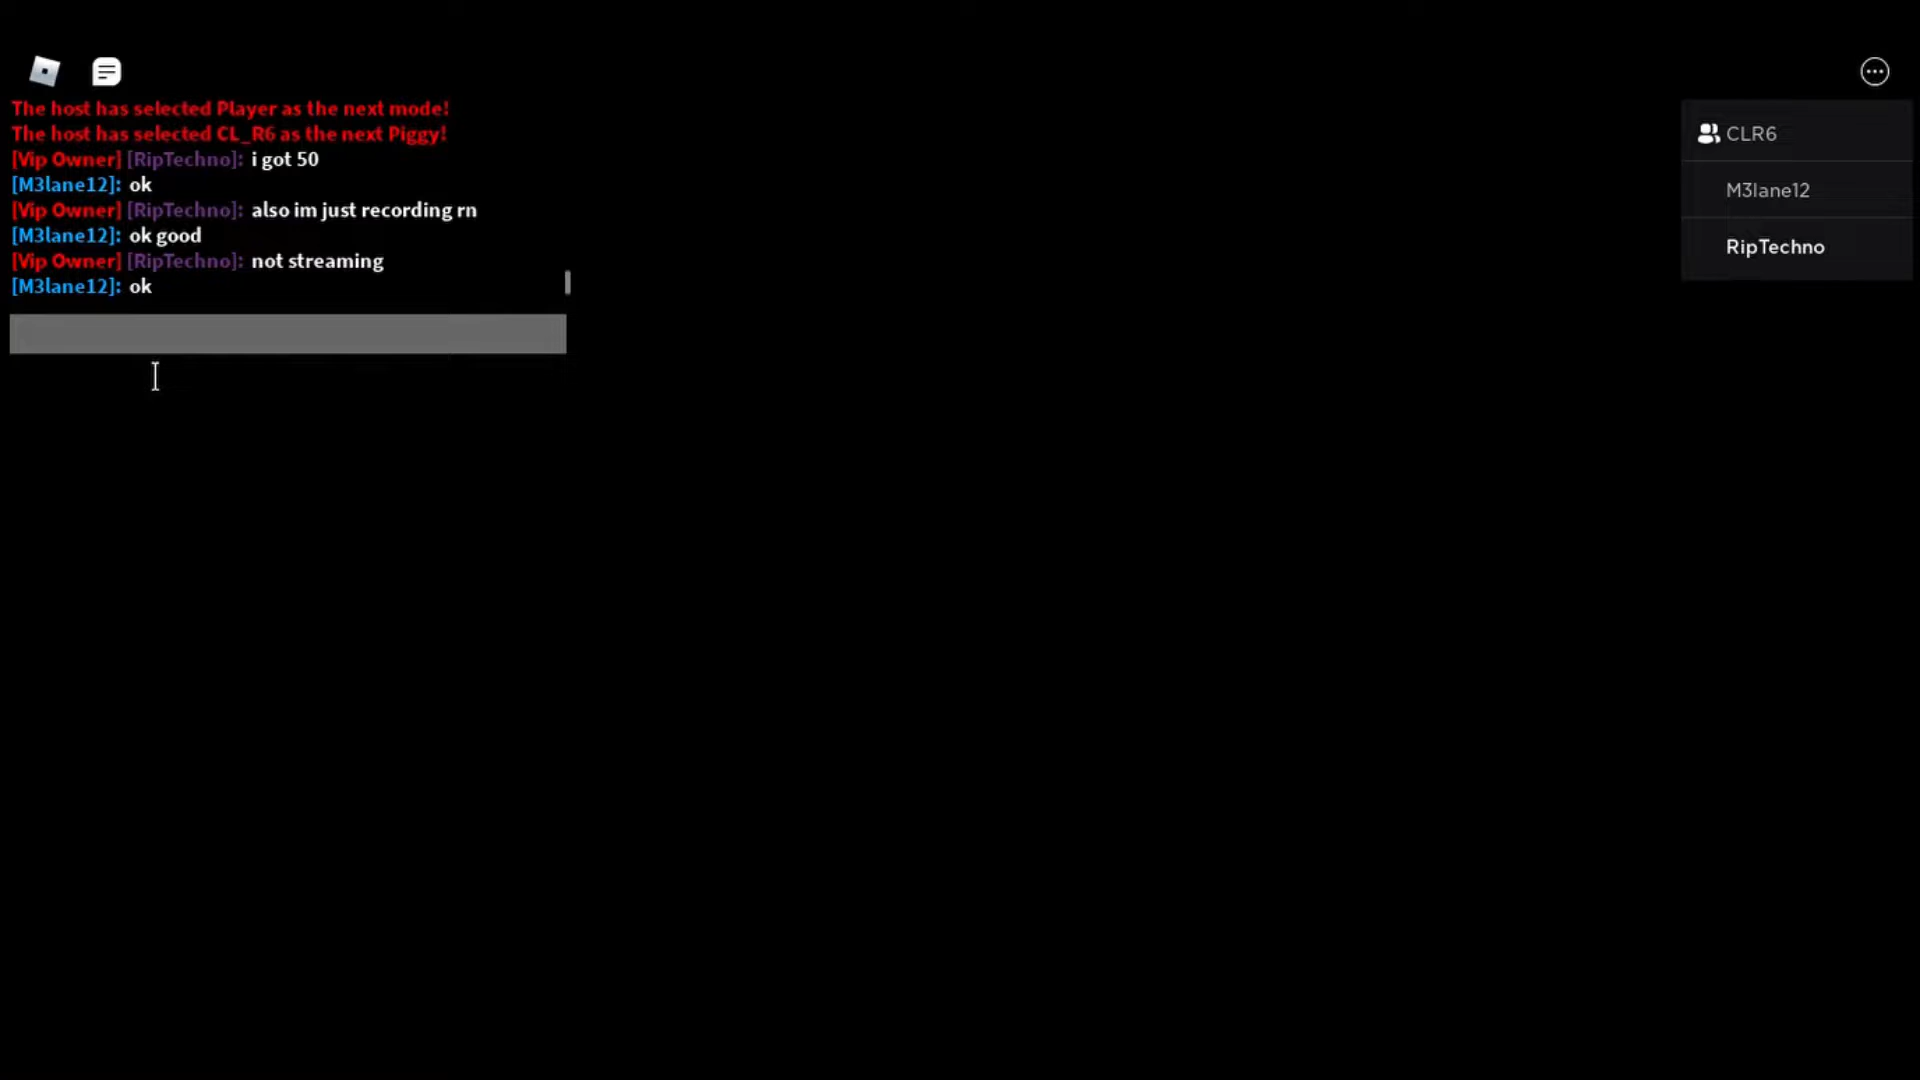 The host has selected Player as the next mode!
The host has selected CL_R6 as the next Piggy!
[Vip Owner] [RipTechno]: i got 50
[M3lane12]: ok
[Vip Owner] [RipTechno]: also im just recording rn
[M3lane12]: ok good
[Vip Owner] [RipTechno]: not streaming
[M3lane12]: ok
CLR6
M3lane12
RipTechno